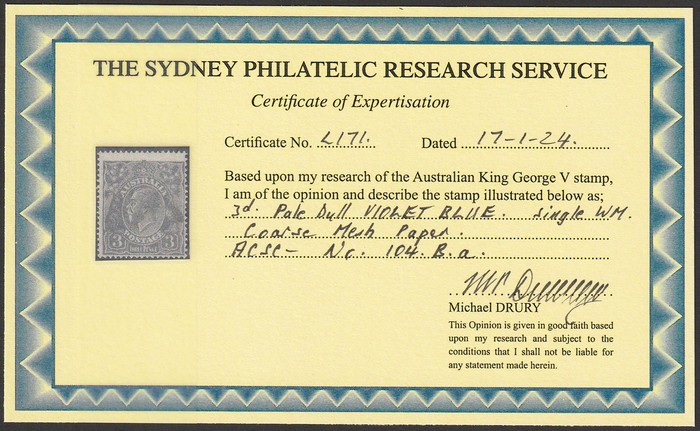 THE SYDNEY PHILATELIC RESEARCH SERVICE
Certificate of Expertisation
Certificate No. L171. Dated 17-1-24.
Based upon my research of the Australian King George V stamp,
I am of the opinion and describe the stamp illustrated below as;
3d. Pale Dull VIOLET BLUE. single WM.
Coarse Mesh Paper.
ACSC- No. 104.B.a.
AUSTRALIA
POSTAGE
3 3
THREE PENCE
Michael DRURY
This Opinion is given in good faith based
upon my research and subject to the
conditions that I shall not be liable for
any statement made herein.